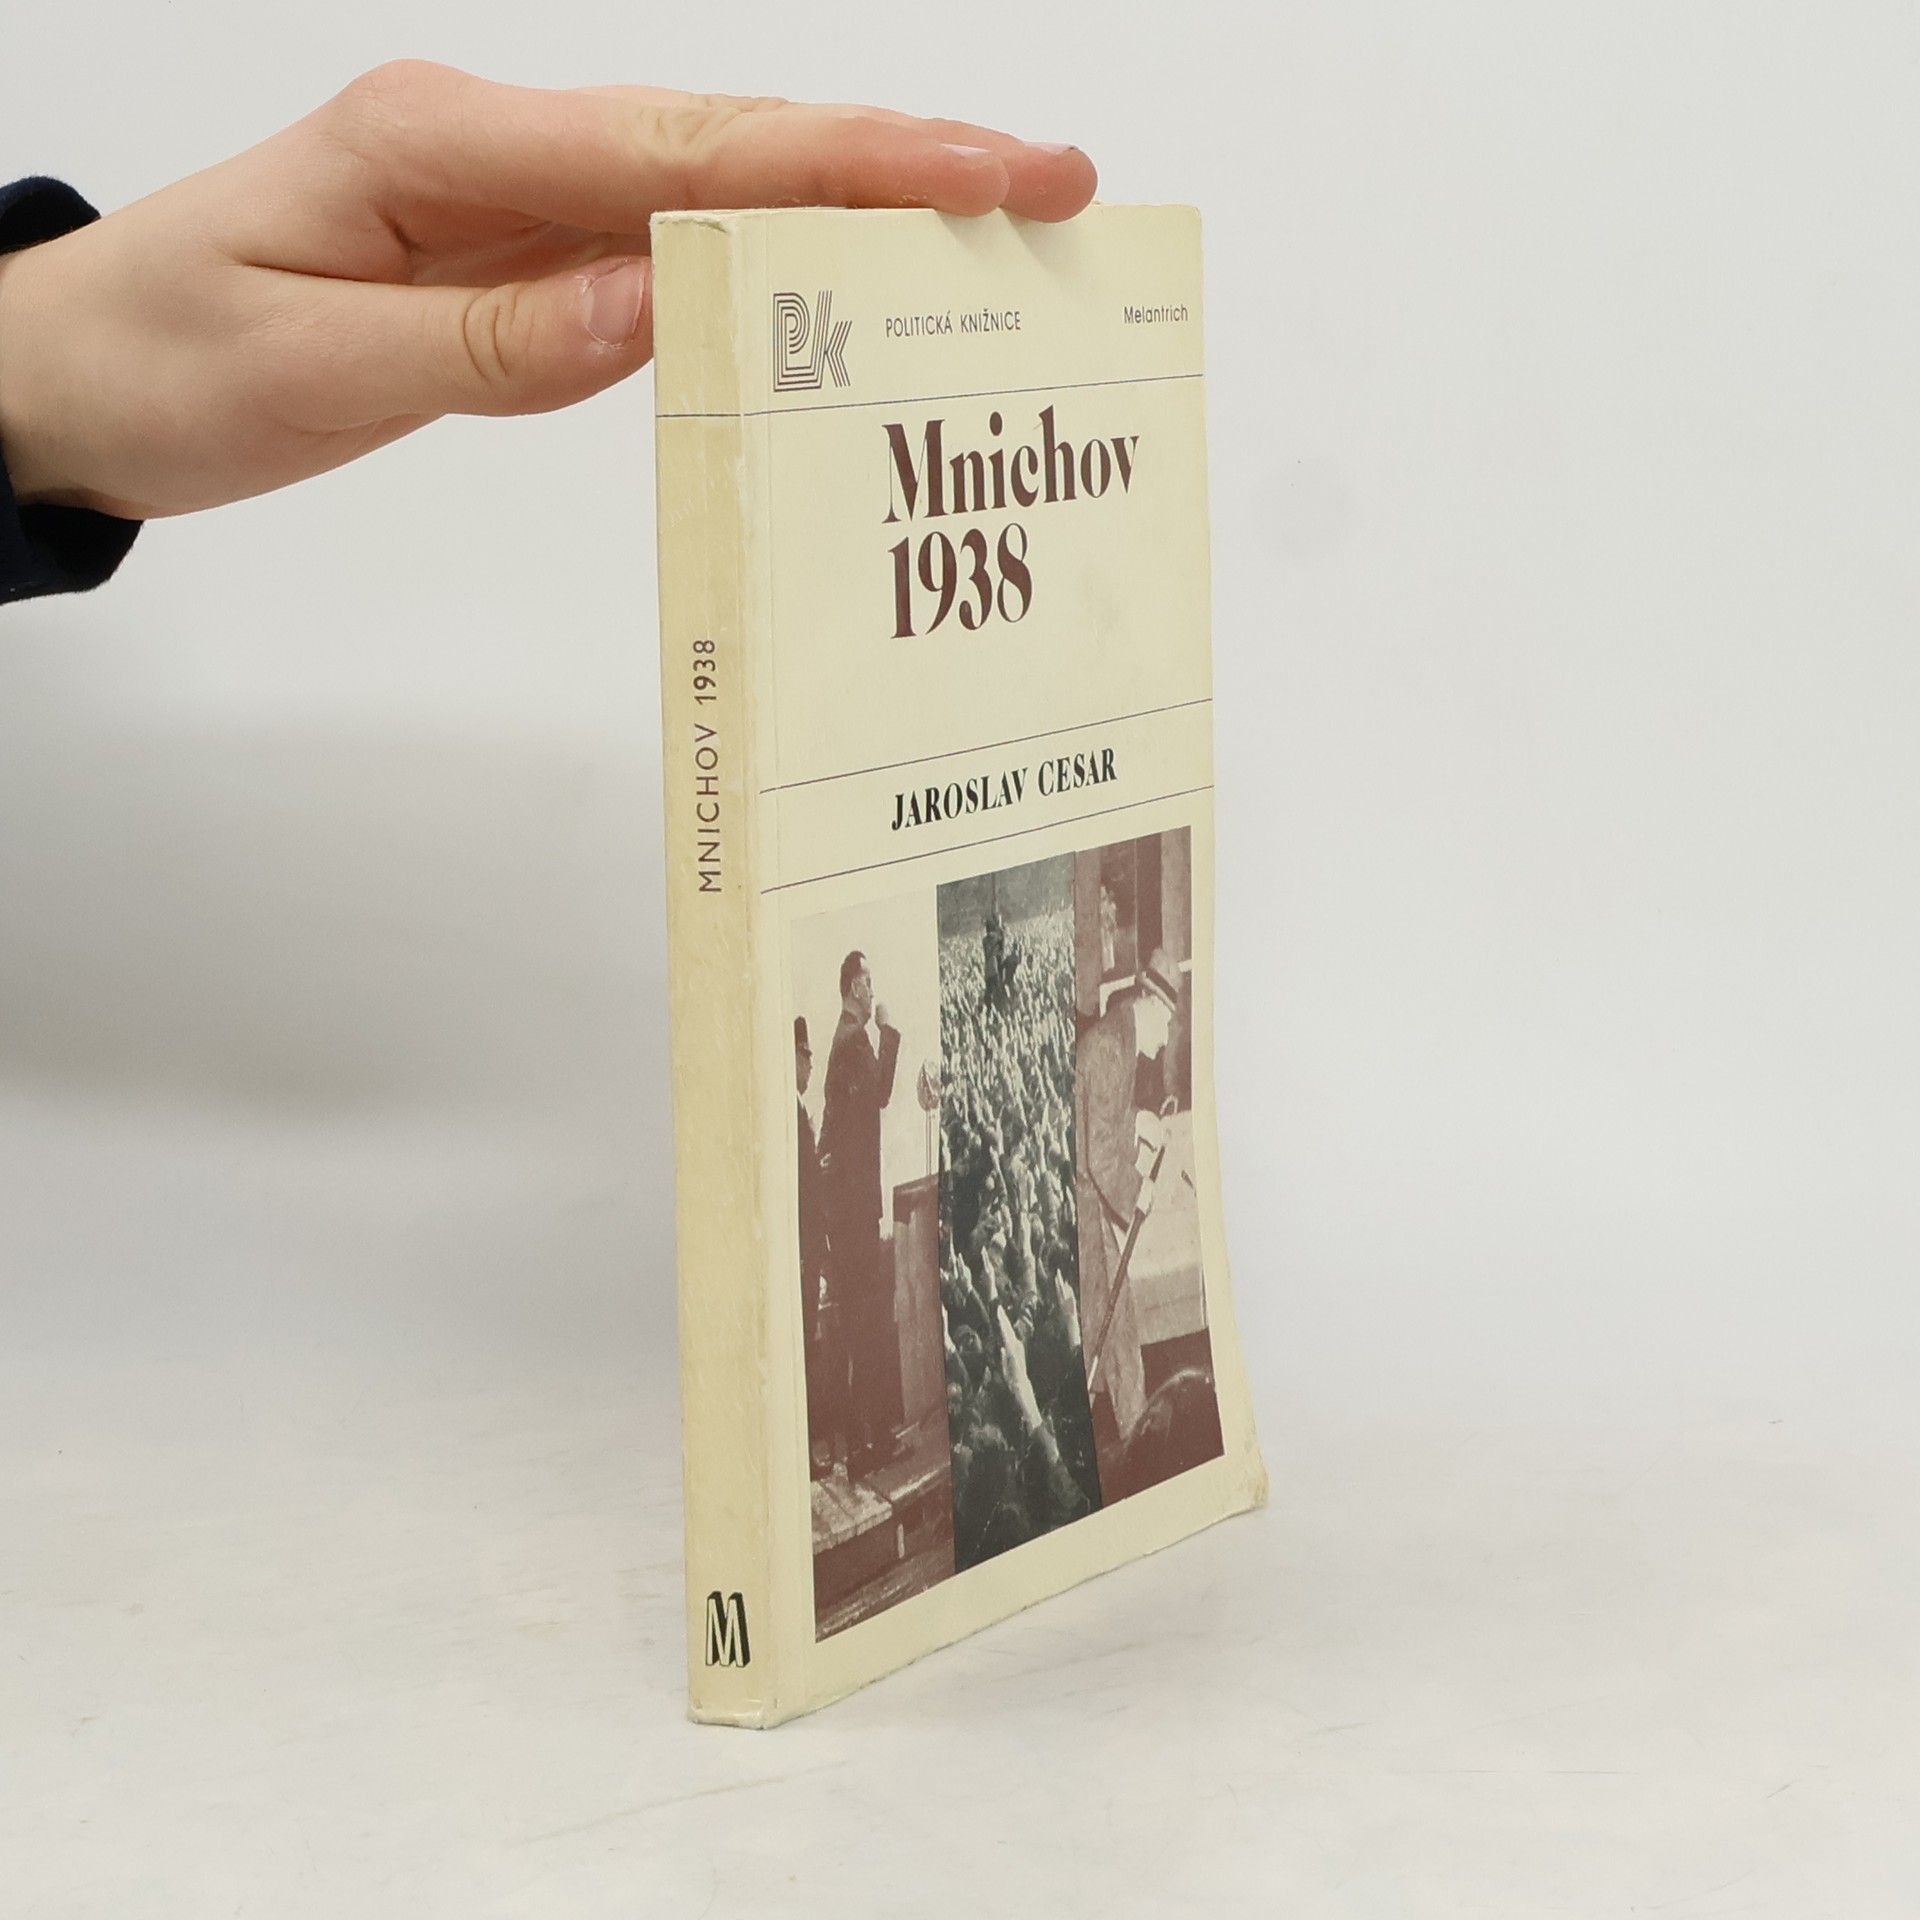 PK
POLITICKÁ KNIŽNICE
Melantrich
Mnichov
1938
JAROSLAV CESAR
MNICHOV 1938
M